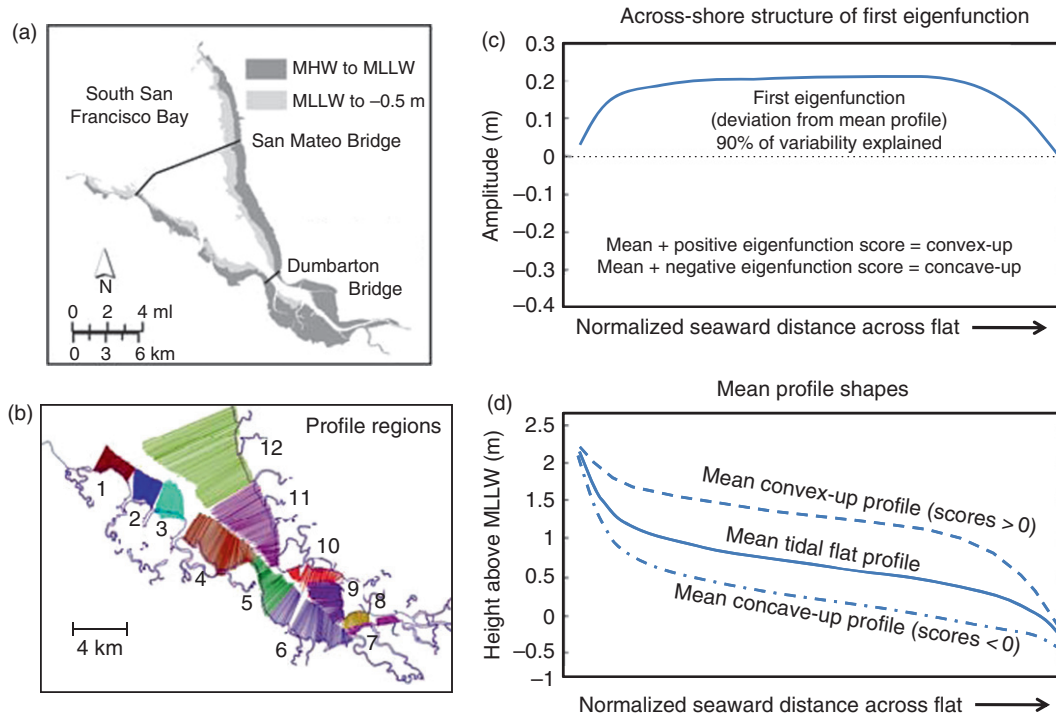 (a)
South San
Francisco Bay
MHW to MLLW
MLLW to –0.5 m
San Mateo Bridge
Dumbarton
Bridge
N
0 2 4 ml
0 3 6 km
(b)
Profile regions
1
2
3
4
5
6
7
8
9
10
11
12
4 km
Across-shore structure of first eigenfunction
(c)
0.3
0.2
0.1
0
–0.1
–0.2
–0.3
–0.4
Amplitude (m)
First eigenfunction
(deviation from mean profile)
90% of variability explained
Mean + positive eigenfunction score = convex-up
Mean + negative eigenfunction score = concave-up
Normalized seaward distance across flat
Mean profile shapes
(d)
2.5
2
1.5
1
0.5
0
–0.5
–1
Height above MLLW (m)
Mean convex-up profile (scores > 0)
Mean tidal flat profile
Mean concave-up profile (scores < 0)
Normalized seaward distance across flat